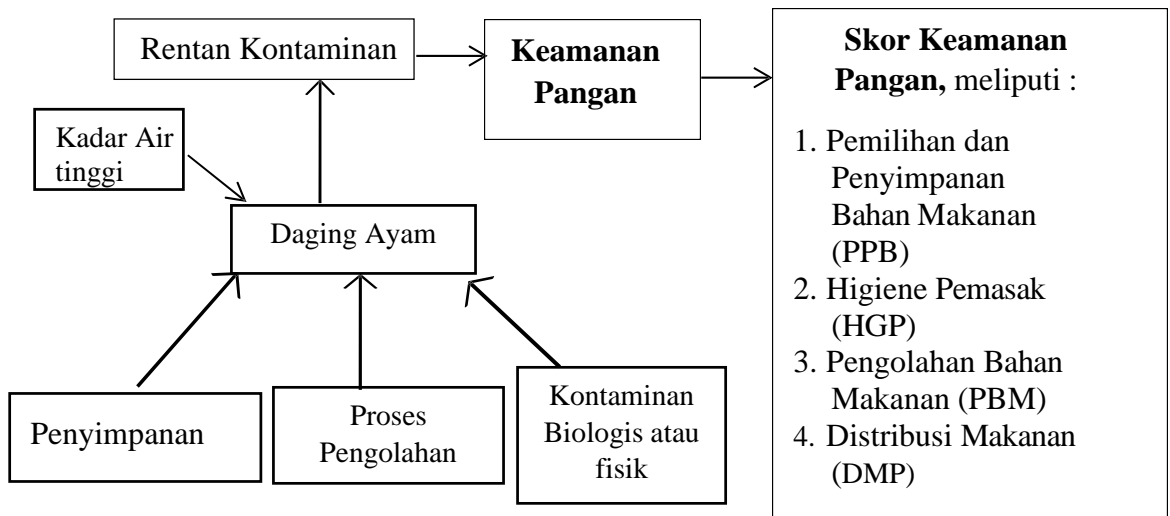 Rentan Kontaminan
Keamanan
Pangan
Skor Keamanan
Pangan, meliputi :
1. Pemilihan dan
Penyimpanan
Bahan Makanan
(PPB)
2. Higiene Pemasak
(HGP)
3. Pengolahan Bahan
Makanan (PBM)
4. Distribusi Makanan
(DMP)
Kadar Air
tinggi
Daging Ayam
Penyimpanan
Proses
Pengolahan
Kontaminan
Biologis atau
fisik